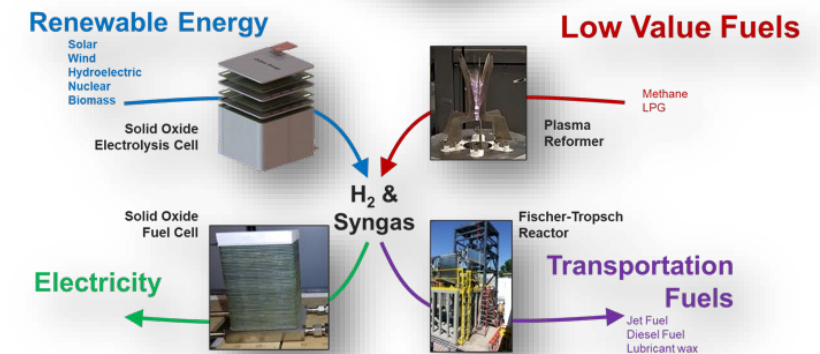 Renewable Energy
Solar
Wind
Hydroelectric
Nuclear
Biomass
Solid Oxide
Electrolysis Cell
Low Value Fuels
Methane
LPG
Plasma
Reformer
H₂ &
Syngas
Solid Oxide
Fuel Cell
Electricity
Fischer-Tropsch
Reactor
Transportation
Fuels
Jet Fuel
Diesel Fuel
Lubricant wax